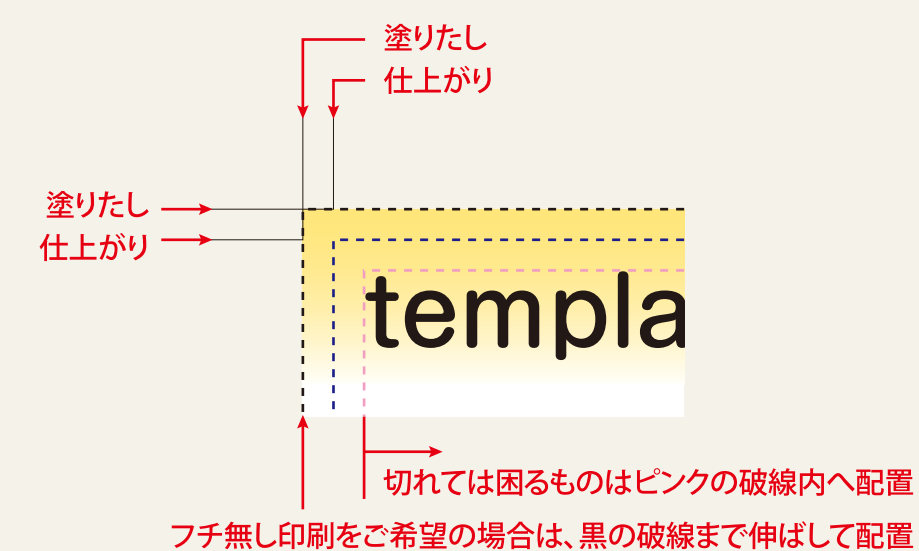 塗りたし
仕上がり
塗りたし
仕上がり
templa
切れては困るものはピンクの破線内へ配置
フチ無し印刷をご希望の場合は、黒の破線まで伸ばして配置